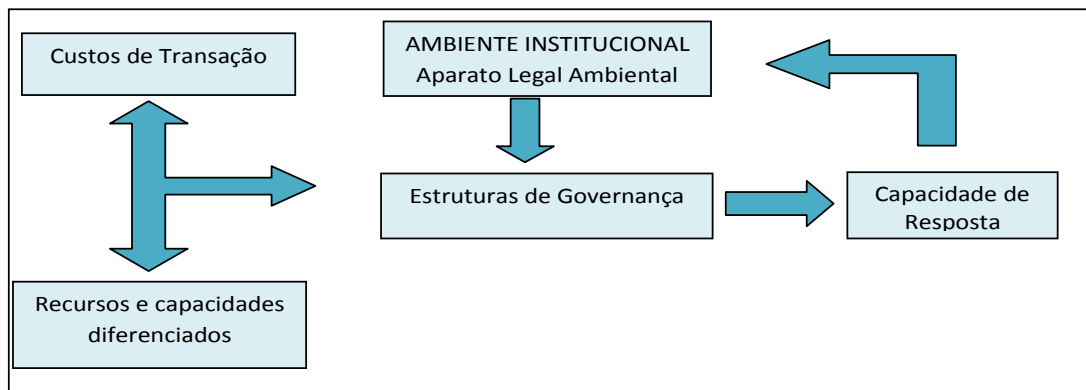 Custos de Transação
AMBIENTE INSTITUCIONAL
Aparato Legal Ambiental
Estruturas de Governança
Capacidade de
Resposta
Recursos e capacidades
diferenciados